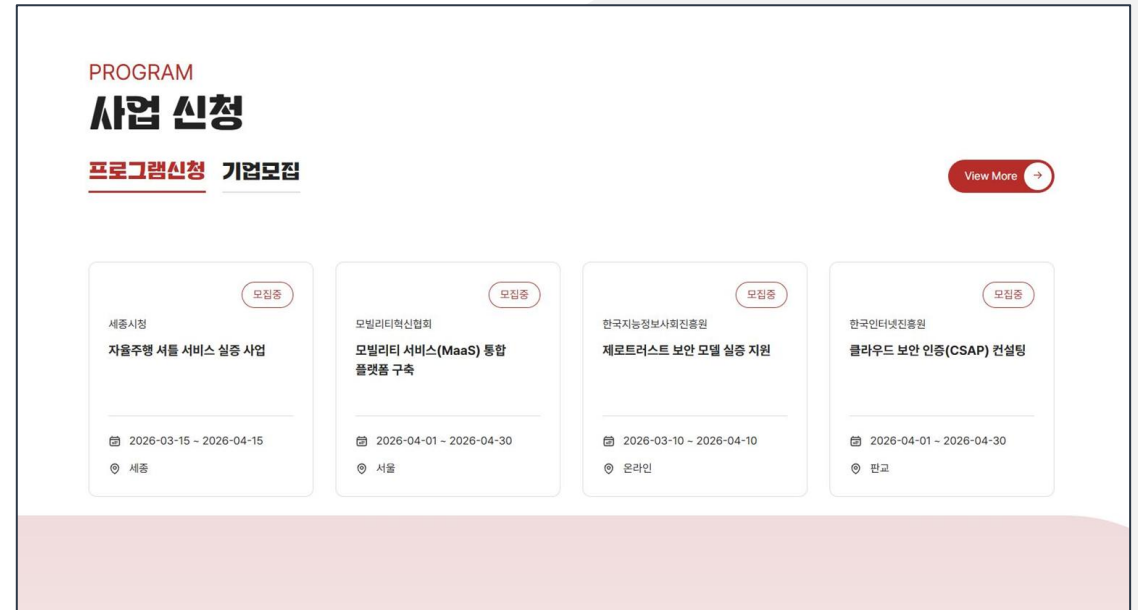 PROGRAM
사업 신청
프로그램신청 기업모집
View More
모집중
세종시청
자율주행 셔틀 서비스 실증 사업
2026-03-15 ~ 2026-04-15
세종
모집중
모빌리티혁신협회
모빌리티 서비스(MaaS) 통합
플랫폼 구축
2026-04-01 ~ 2026-04-30
서울
모집중
한국지능정보사회진흥원
제로트러스트 보안 모델 실증 지원
2026-03-10 ~ 2026-04-10
온라인
모집중
한국인터넷진흥원
클라우드 보안 인증(CSAP) 컨설팅
2026-04-01 ~ 2026-04-30
판교